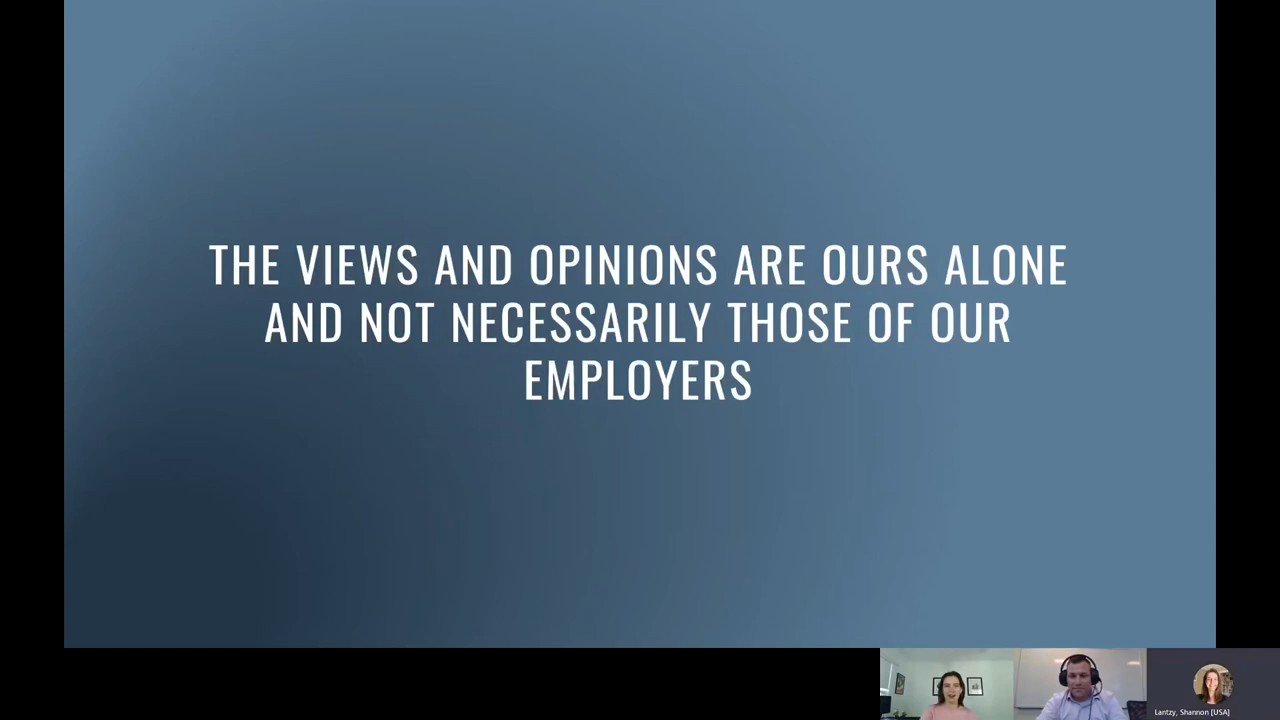 THE VIEWS AND OPINIONS ARE OURS ALONE
AND NOT NECESSARILY THOSE OF OUR
EMPLOYERS
Lantzy, Shannon [USA]